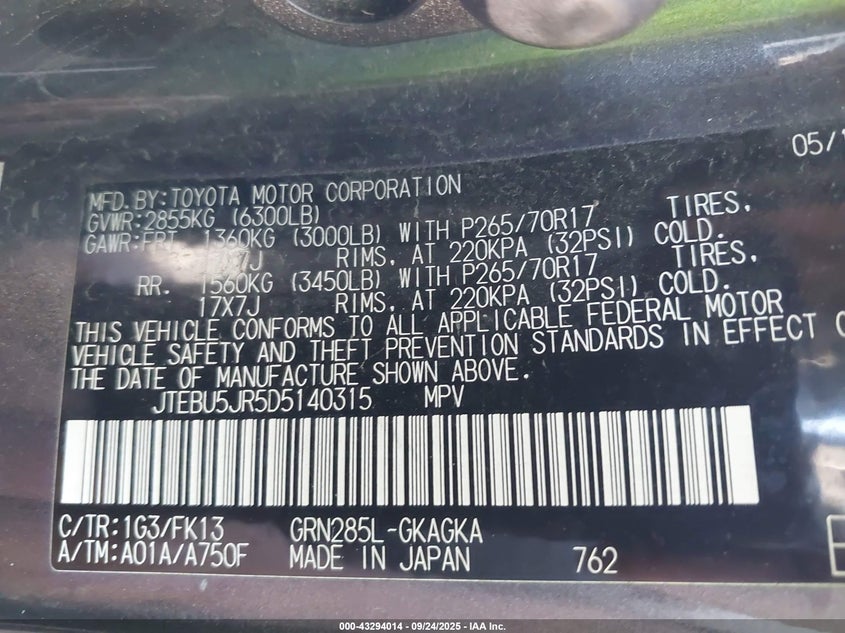 05/1
MFD. BY:TOYOTA MOTOR CORPORATION
GVWR:2855KG (6300LB)
GAWR:FRT. 1360KG (3000LB) WITH P265/70R17 TIRES,
RIMS, AT 220KPA (32PSI) COLD.
RR. 1560KG (3450LB) WITH P265/70R17 TIRES,
17X7J RIMS, AT 220KPA (32PSI) COLD.
THIS VEHICLE CONFORMS TO ALL APPLICABLE FEDERAL MOTOR
VEHICLE SAFETY AND THEFT PREVENTION STANDARDS IN EFFECT
THE DATE OF MANUFACTURE SHOWN ABOVE.
JTEBU5JR5D5140315 MPV
C/TR:1G3/FK13 GRN285L-GKAGKA
A/TM:A01A/A750F MADE IN JAPAN 762
000-43294014 - 09/24/2025 - IAA Inc.